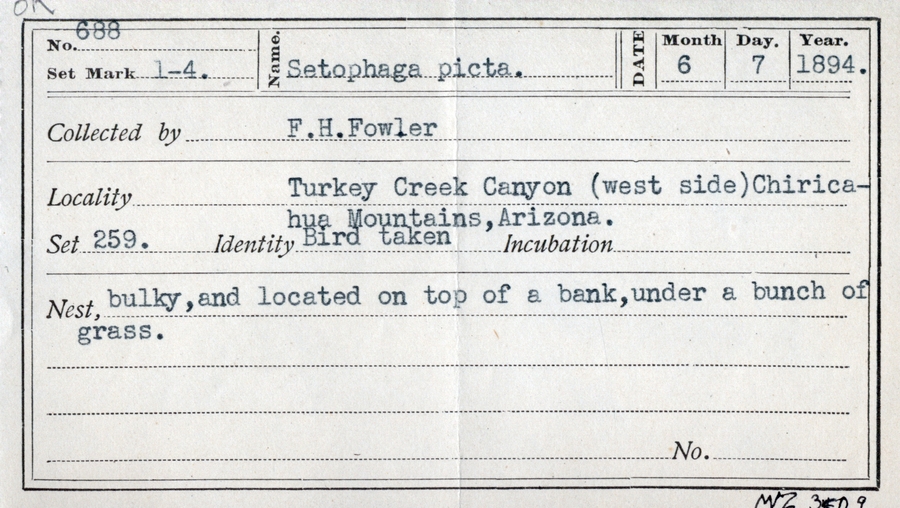 OK
No. 688
Set Mark 1-4.
Name. Setophaga picta.
DATE
Month Day. Year.
6 7 1894.
Collected by F.H.Fowler
Locality Turkey Creek Canyon (west side)Chirica-
hua Mountains,Arizona.
Set 259. Identity Bird taken Incubation
Nest, bulky,and located on top of a bank,under a bunch of
grass.
No.